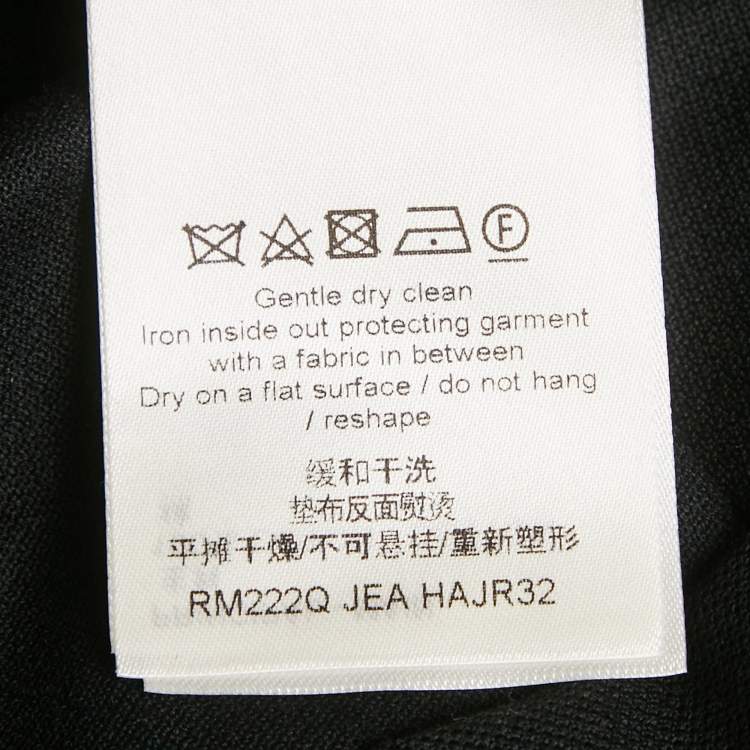 F
Gentle dry clean
Iron inside out protecting garment
with a fabric in between
Dry on a flat surface / do not hang
/ reshape
缓和干洗
垫布反面熨烫
平摊干燥/不可悬挂/重新塑形
RM222Q JEA HAJR32